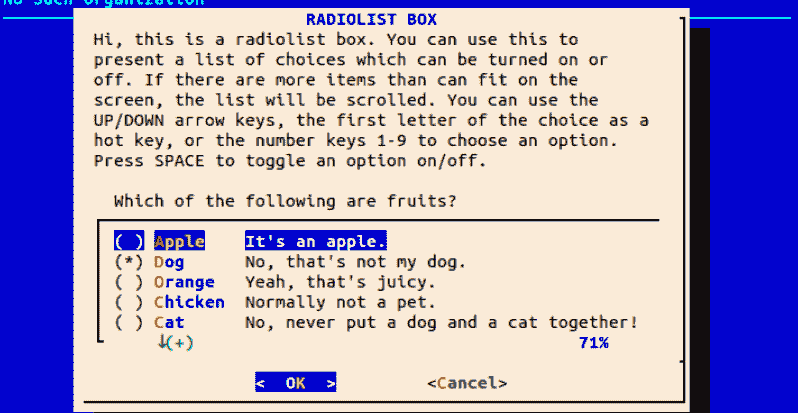 No Such Organization
RADIOLIST BOX
Hi, this is a radiolist box. You can use this to
present a list of choices which can be turned on or
off. If there are more items than can fit on the
screen, the list will be scrolled. You can use the
UP/DOWN arrow keys, the first letter of the choice as a
hot key, or the number keys 1-9 to choose an option.
Press SPACE to toggle an option on/off.
Which of the following are fruits?
( ) Apple It's an apple.
(*) Dog No, that's not my dog.
( ) Orange Yeah, that's juicy.
( ) Chicken Normally not a pet.
( ) Cat No, never put a dog and a cat together!
↓(+) 71%
< OK > <Cancel>